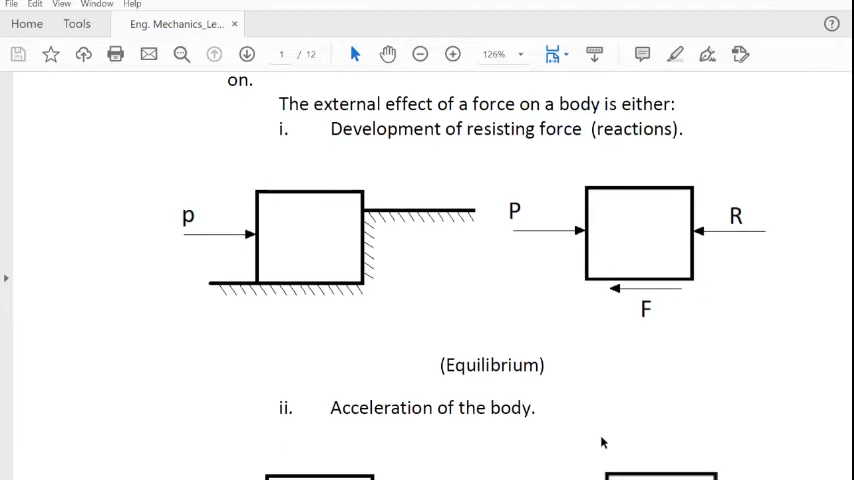 File Edit View Window Help
Home Tools Eng. Mechanics_Le... ×
1 / 12 126%
on.
The external effect of a force on a body is either:
i. Development of resisting force (reactions).
p P R
F
(Equilibrium)
ii. Acceleration of the body.